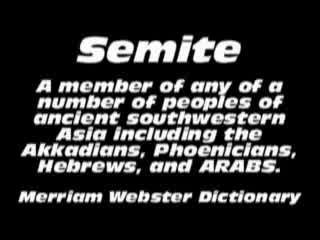 Semite
A member of any of a
number of peoples of
ancient southwestern
Asia including the
Akkadians, Phoenicians,
Hebrews, and ARABS.
Merriam Webster Dictionary